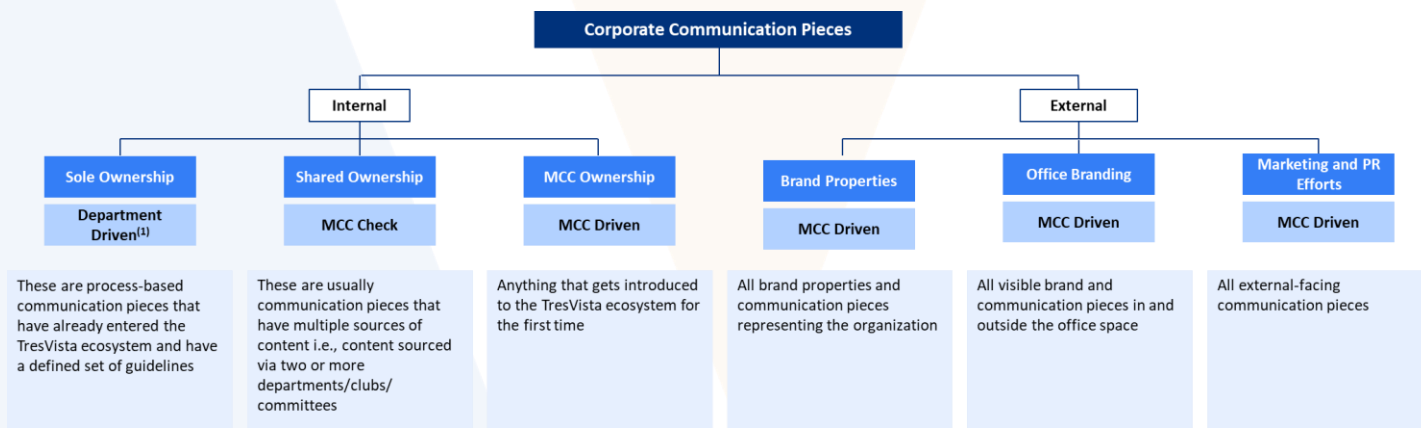 Corporate Communication Pieces
Internal
External
Sole Ownership
Department
Driven(1)
These are process-based
communication pieces that
have already entered the
TresVista ecosystem and have
a defined set of guidelines
Shared Ownership
MCC Check
These are usually
communication pieces that
have multiple sources of
content i.e., content sourced
via two or more
departments/clubs/
committees
MCC Ownership
MCC Driven
Anything that gets introduced
to the TresVista ecosystem for
the first time
Brand Properties
MCC Driven
All brand properties and
communication pieces
representing the organization
Office Branding
MCC Driven
All visible brand and
communication pieces in and
outside the office space
Marketing and PR
Efforts
MCC Driven
All external-facing
communication pieces